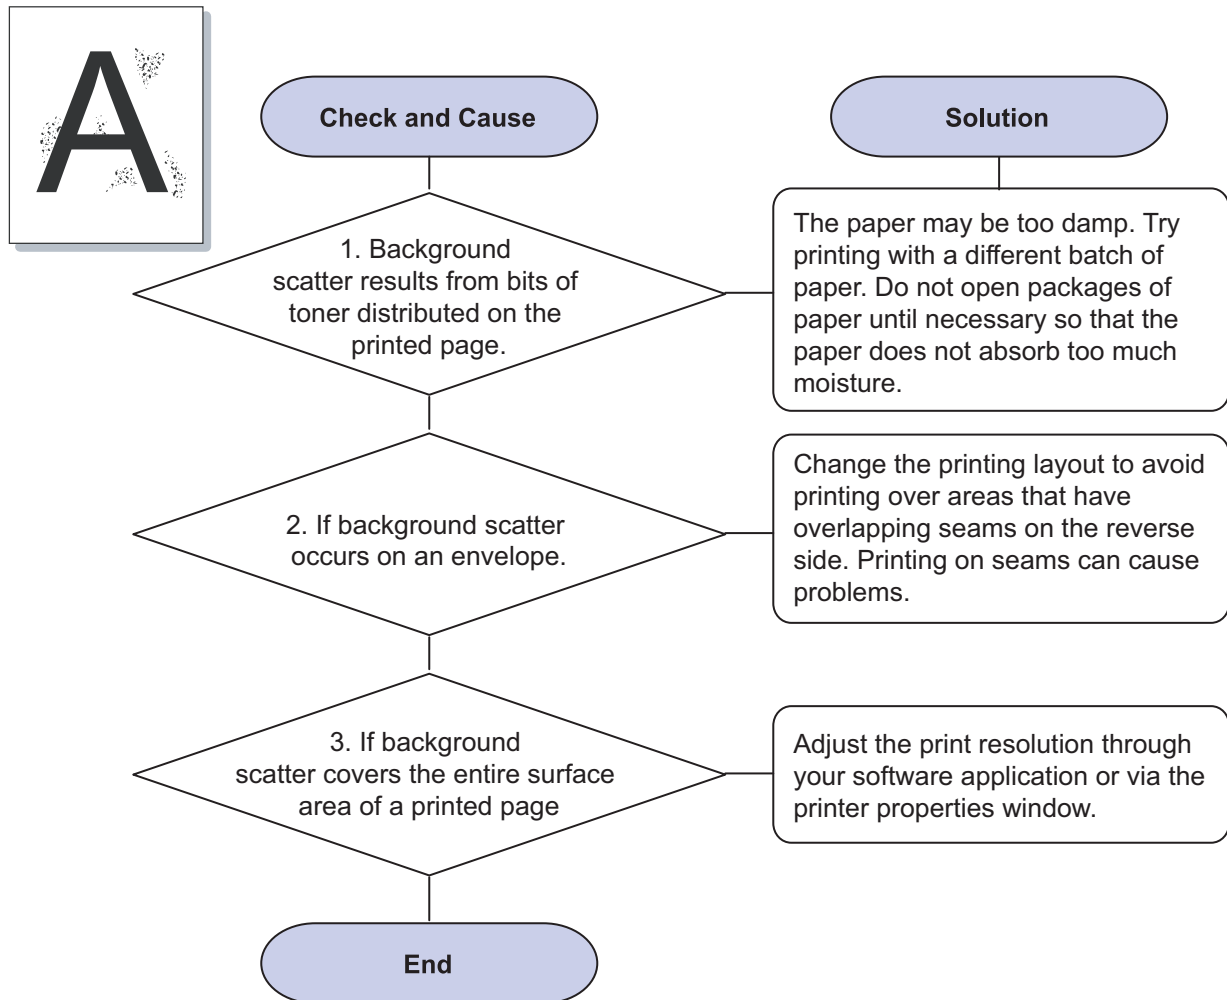 A
Check and Cause
Solution
1. Background
scatter results from bits of
toner distributed on the
printed page.
The paper may be too damp. Try
printing with a different batch of
paper. Do not open packages of
paper until necessary so that the
paper does not absorb too much
moisture.
2. If background scatter
occurs on an envelope.
Change the printing layout to avoid
printing over areas that have
overlapping seams on the reverse
side. Printing on seams can cause
problems.
3. If background
scatter covers the entire surface
area of a printed page
Adjust the print resolution through
your software application or via the
printer properties window.
End